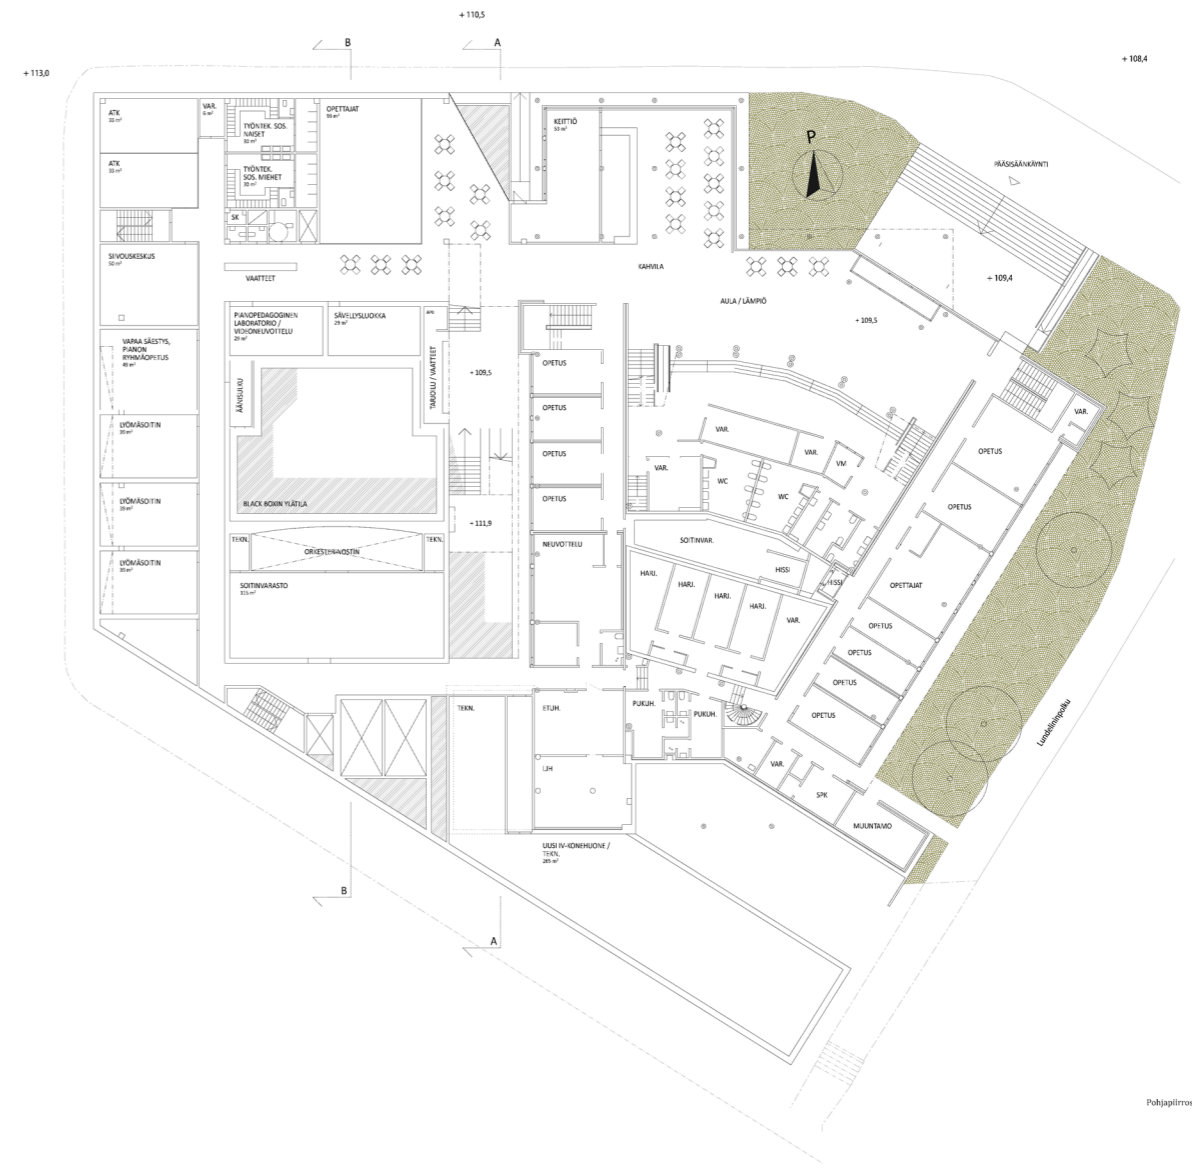 + 110,5
B
A
+ 108,4
+ 113,0
ATK
VAR.
OPETTAJAT
TYÖNTEK. SOS.
NAISET
30 m²
KEITTIÖ
53 m²
P
PÄÄSISÄÄNKÄYNTI
ATK
TYÖNTEK.
SOS. MIEHET
SK
SIIVOUSKESKUS
50 m²
VAATTEET
KAHVILA
AULA / LÄMPIÖ
+ 109,4
+ 109,5
PIANOPEDAGOGINEN
LABORATORIO /
VIDEONEUVOTTELU
29 m²
SÄVELLYSLUOKKA
29 m²
VAPAA SÄESTYS,
PIANON
RYHMÄOPETUS
ÄÄNISULKU
TARJOILU / VAATTEET
+ 109,5
OPETUS
OPETUS
OPETUS
OPETUS
LYÖMÄSOITIN
LYÖMÄSOITIN
LYÖMÄSOITIN
BLACK BOXIN YLÄTILA
+ 111,9
TEKN.
ORKESTERINOSTIN
TEKN.
SOITINVARASTO
NEUVOTTELU
VAR.
VAR.
VM
VAR.
WC
WC
SOITINVAR.
HISSI
HISSI
HARJ.
HARJ.
HARJ.
HARJ.
VAR.
VAR.
OPETUS
OPETUS
OPETTAJAT
OPETUS
OPETUS
OPETUS
OPETUS
TEKN.
ETUH.
PUKUH.
PUKUH.
VAR.
SPK
MUUNTAMO
Lundelininpolku
UUSI IV-KONEHUONE /
TEKN.
B
A
Pohjapiirros